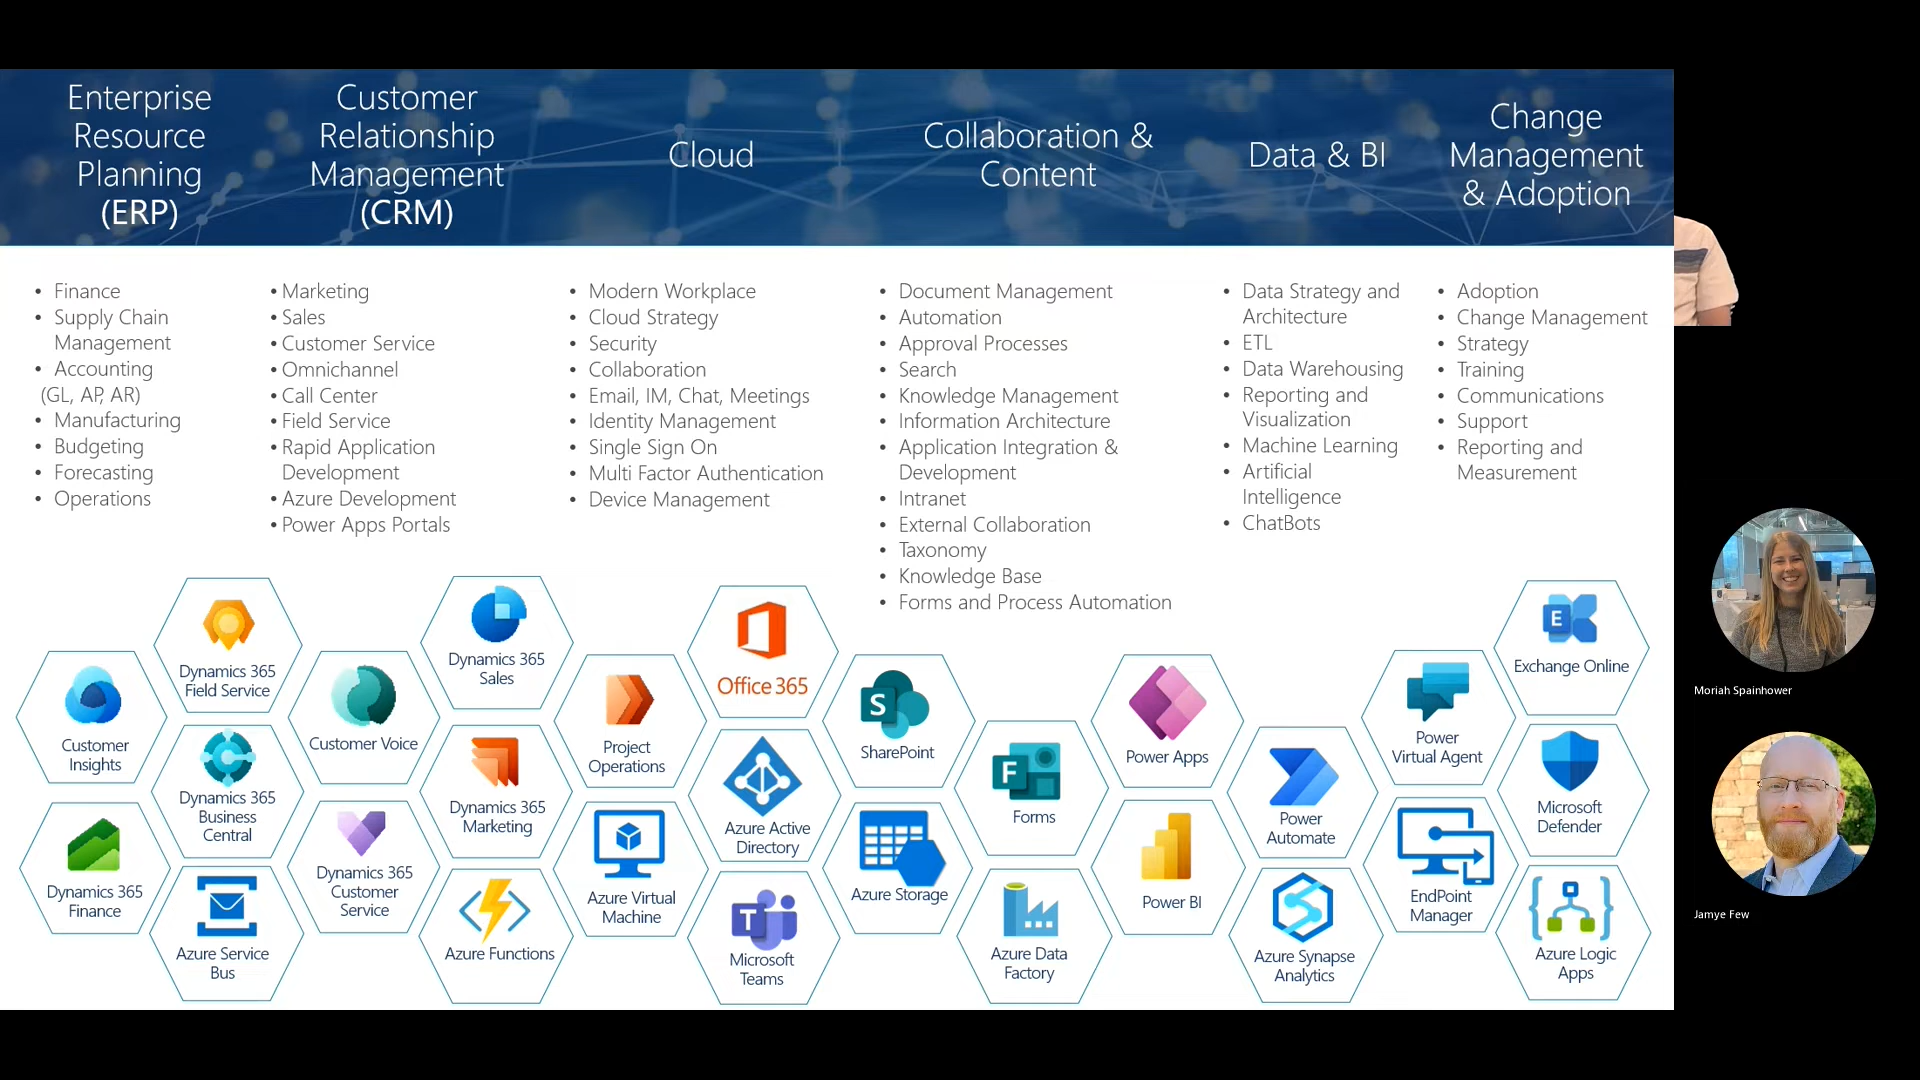 Enterprise
Resource
Planning
(ERP)
Customer
Relationship
Management
(CRM)
Cloud
Collaboration &
Content
Data & BI
Change
Management
& Adoption
• Finance
• Supply Chain
Management
• Accounting
(GL, AP, AR)
• Manufacturing
• Budgeting
• Forecasting
• Operations
• Marketing
• Sales
• Customer Service
• Omnichannel
• Call Center
• Field Service
• Rapid Application
Development
• Azure Development
• Power Apps Portals
• Modern Workplace
• Cloud Strategy
• Security
• Collaboration
• Email, IM, Chat, Meetings
• Identity Management
• Single Sign On
• Multi Factor Authentication
• Device Management
• Document Management
• Automation
• Approval Processes
• Search
• Knowledge Management
• Information Architecture
• Application Integration &
Development
• Intranet
• External Collaboration
• Taxonomy
• Knowledge Base
• Forms and Process Automation
• Data Strategy and
Architecture
• ETL
• Data Warehousing
• Reporting and
Visualization
• Machine Learning
• Artificial
Intelligence
• ChatBots
• Adoption
• Change Management
• Strategy
• Training
• Communications
• Support
• Reporting and
Measurement
Customer
Insights
Dynamics 365
Finance
Dynamics 365
Field Service
Dynamics 365
Business
Central
Azure Service
Bus
Customer Voice
Dynamics 365
Customer
Service
Dynamics 365
Sales
Dynamics 365
Marketing
Azure Functions
Project
Operations
Azure Virtual
Machine
Office 365
Azure Active
Directory
T
Microsoft
Teams
S
SharePoint
Azure Storage
F
Forms
Azure Data
Factory
Power Apps
Power BI
Power
Automate
Azure Synapse
Analytics
Power
Virtual Agent
EndPoint
Manager
E
Exchange Online
Microsoft
Defender
Azure Logic
Apps
Moriah Spainhower
Jamye Few